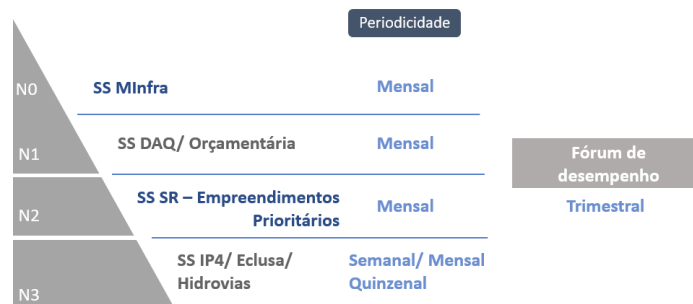 Periodicidade
N0
SS MInfra
Mensal
N1
SS DAQ/ Orçamentária
Mensal
Fórum de
desempenho
N2
SS SR – Empreendimentos
Prioritários
Mensal
Trimestral
N3
SS IP4/ Eclusa/
Hidrovias
Semanal/ Mensal
Quinzenal